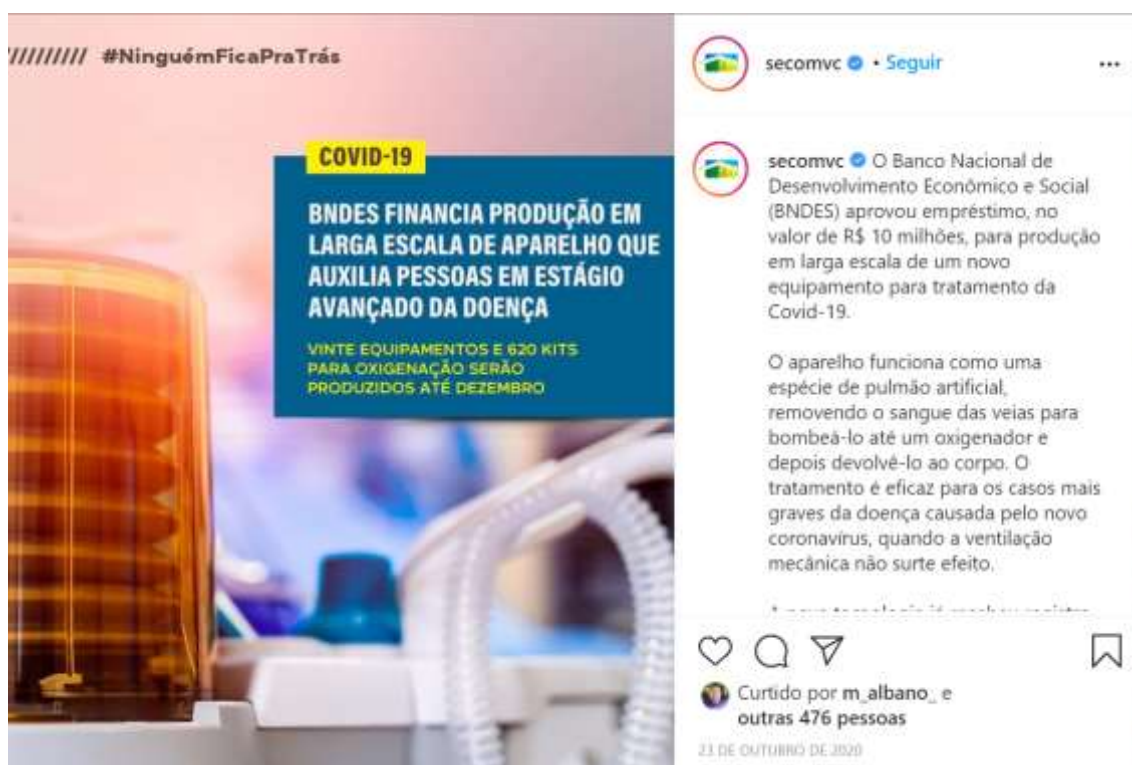 ////////// #NinguémFicaPraTrás
COVID-19
BNDES FINANCIA PRODUÇÃO EM
LARGA ESCALA DE APARELHO QUE
AUXILIA PESSOAS EM ESTÁGIO
AVANÇADO DA DOENÇA
VINTE EQUIPAMENTOS E 620 KITS
PARA OXIGENAÇÃO SERÃO
PRODUZIDOS ATÉ DEZEMBRO
secomvc • Seguir
secomvc O Banco Nacional de
Desenvolvimento Econômico e Social
(BNDES) aprovou empréstimo, no
valor de R$ 10 milhões, para produção
em larga escala de um novo
equipamento para tratamento da
Covid-19.
O aparelho funciona como uma
espécie de pulmão artificial,
removendo o sangue das veias para
bombeá-lo até um oxigenador e
depois devolvê-lo ao corpo. O
tratamento é eficaz para os casos mais
graves da doença causada pelo novo
coronavírus, quando a ventilação
mecânica não surte efeito.
Curtido por m_albano_ e
outras 476 pessoas
23 DE OUTUBRO DE 2020